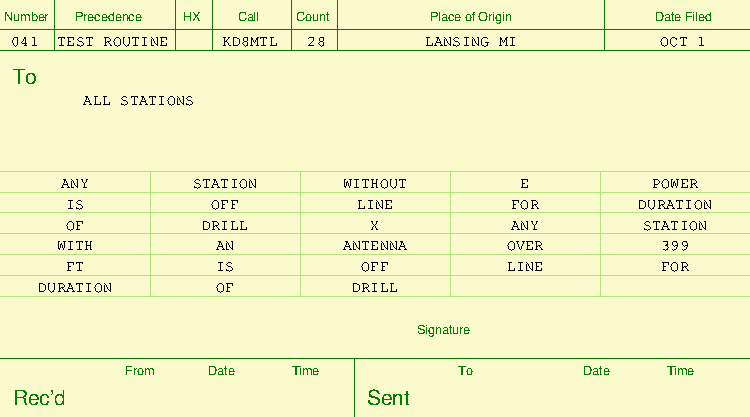 Number Precedence HX Call Count Place of Origin Date Filed
041 TEST ROUTINE KD8MTL 28 LANSING MI OCT 1
To
ALL STATIONS
ANY STATION WITHOUT E POWER
IS OFF LINE FOR DURATION
OF DRILL X ANY STATION
WITH AN ANTENNA OVER 399
FT IS OFF LINE FOR
DURATION OF DRILL
Signature
From Date Time To Date Time
Rec'd Sent